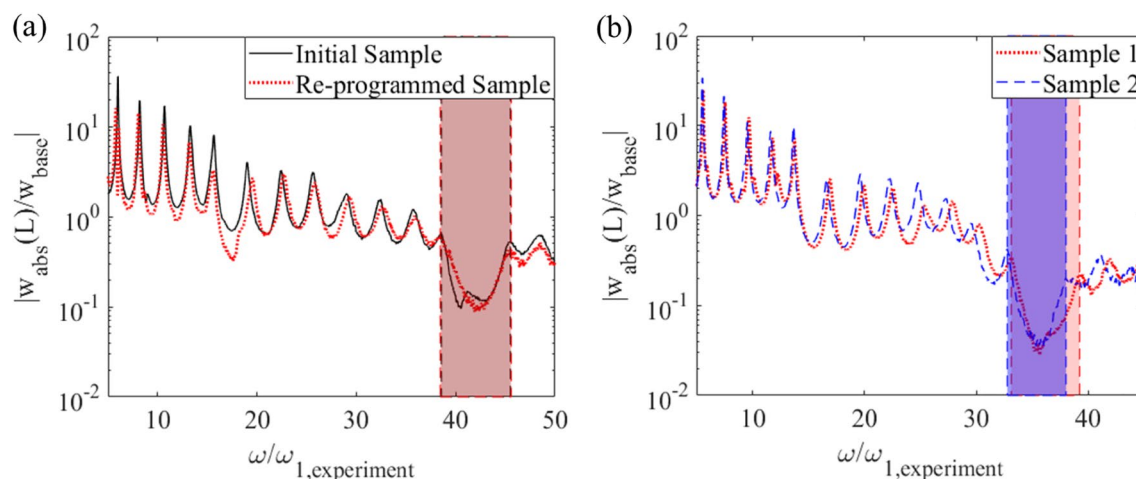 (a)
10^2
10^1
10^0
10^-1
10^-2
|w_abs(L)/w_base|
Initial Sample
Re-programmed Sample
10 20 30 40 50
ω/ω_1,experiment
(b)
10^2
10^1
10^0
10^-1
10^-2
|w_abs(L)/w_base|
Sample 1
Sample 2
10 20 30 40
ω/ω_1,experiment